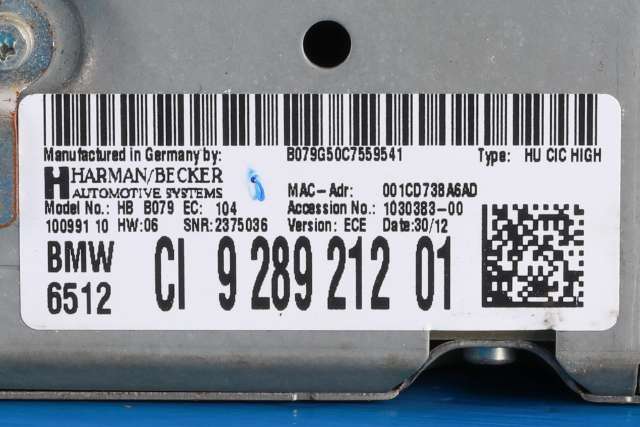 Manufactured in Germany by: B079G50C7559541 Type: HU CIC HIGH
HARMAN/BECKER
AUTOMOTIVE SYSTEMS MAC-Adr: 001CD738A6AD
Model No.: HB B079 EC: 104 Accession No.: 1030383-00
100991 10 HW:06 SNR:2375036 Version: ECE Date:30/12
BMW
6512
CI 9 289 212 01